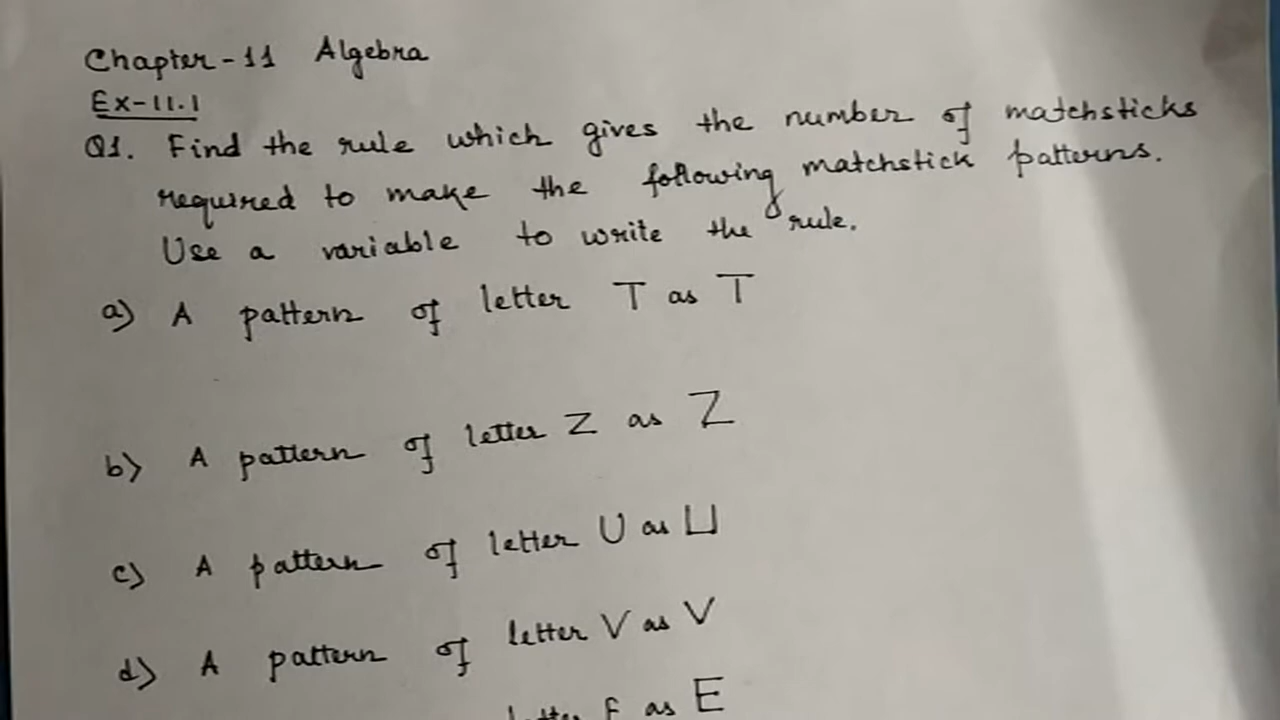 Chapter-11 Algebra
Ex-11.1
Q1. Find the rule which gives the number of matchsticks
required to make the following matchstick patterns.
Use a variable to write the rule.
a) A pattern of letter T as T
b) A pattern of letter Z as Z
c) A pattern of letter U as U
d) A pattern of letter V as V
letter E as E